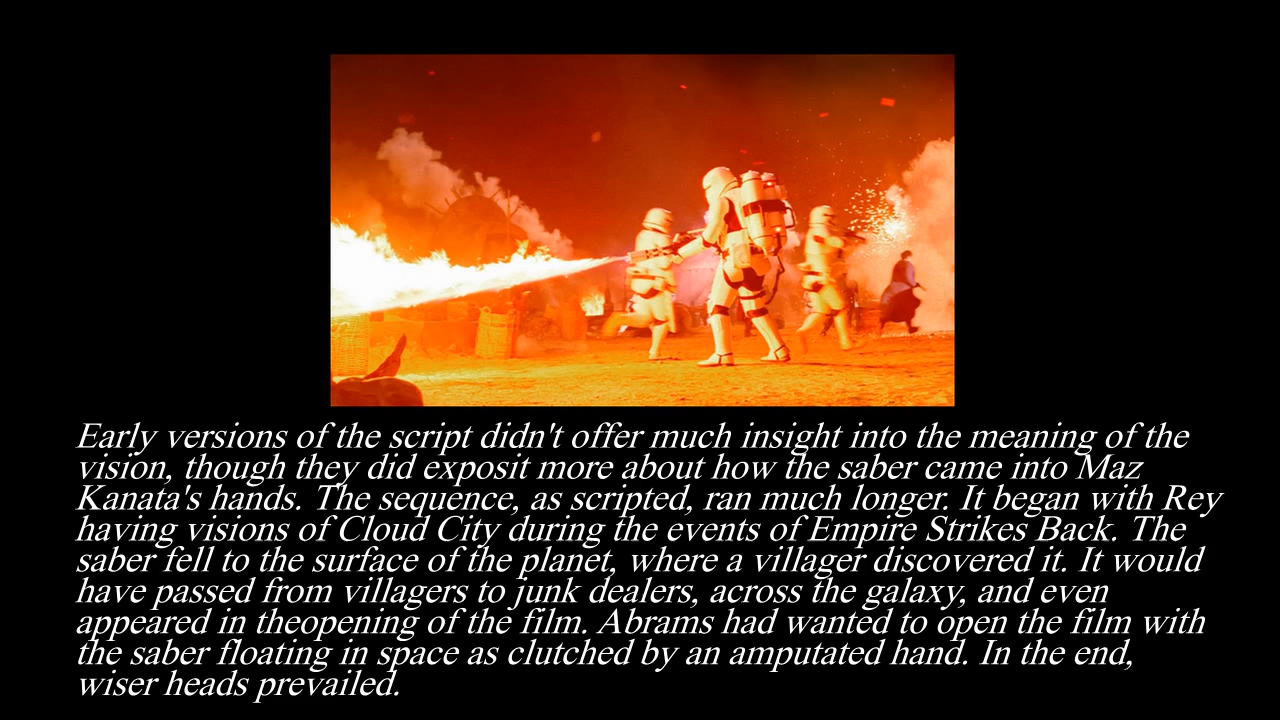 Early versions of the script didn't offer much insight into the meaning of the
vision, though they did exposit more about how the saber came into Maz
Kanata's hands. The sequence, as scripted, ran much longer. It began with Rey
having visions of Cloud City during the events of Empire Strikes Back. The
saber fell to the surface of the planet, where a villager discovered it. It would
have passed from villagers to junk dealers, across the galaxy, and even
appeared in theopening of the film. Abrams had wanted to open the film with
the saber floating in space as clutched by an amputated hand. In the end,
wiser heads prevailed.